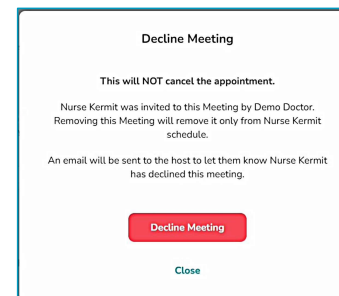 Decline Meeting
This will NOT cancel the appointment.
Nurse Kermit was invited to this Meeting by Demo Doctor.
Removing this Meeting will remove it only from Nurse Kermit
schedule.
An email will be sent to the host to let them know Nurse Kermit
has declined this meeting.
Decline Meeting
Close